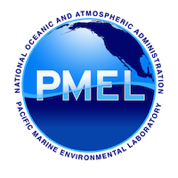 NATIONAL OCEANIC AND ATMOSPHERIC ADMINISTRATION
PMEL
PACIFIC MARINE ENVIRONMENTAL LABORATORY